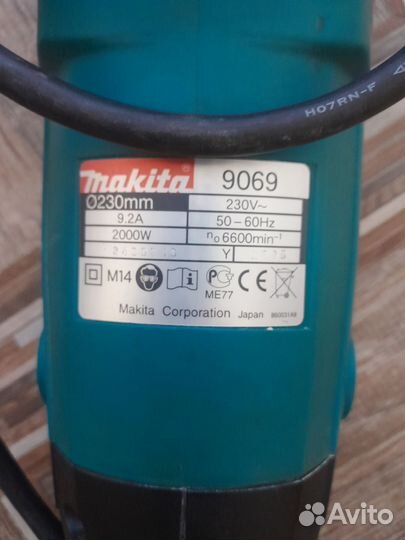 H07RN-F
makita 9069
Ø230mm 230V~
9.2A 50-60Hz
2000W n₀ 6600min⁻¹
Y
M14 ME77 CE
Makita Corporation Japan 860031A8
Avito